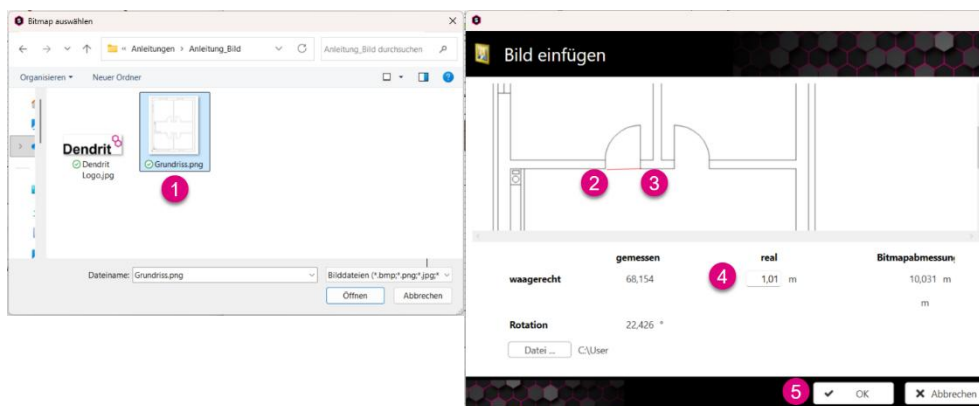 Bitmap auswählen
« Anleitungen > Anleitung_Bild
Anleitung_Bild durchsuchen
Organisieren
Neuer Ordner
Dendrit
Dendrit
Logo.jpg
Grundriss.png
1
Dateiname: Grundriss.png
Bilddateien (*.bmp;*.png;*.jpg;*
Öffnen
Abbrechen
Bild einfügen
2
3
gemessen
real
Bitmapabmessun
waagerecht
68,154
4
1,01 m
10,031 m
m
Rotation
22,426 °
Datei ...
C:\User
5
OK
Abbrechen